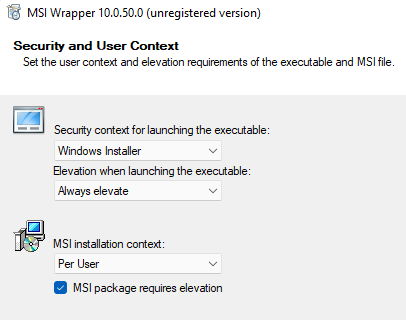 MSI Wrapper 10.0.50.0 (unregistered version)
Security and User Context
Set the user context and elevation requirements of the executable and MSI file.
Security context for launching the executable:
Windows Installer
Elevation when launching the executable:
Always elevate
MSI installation context:
Per User
MSI package requires elevation